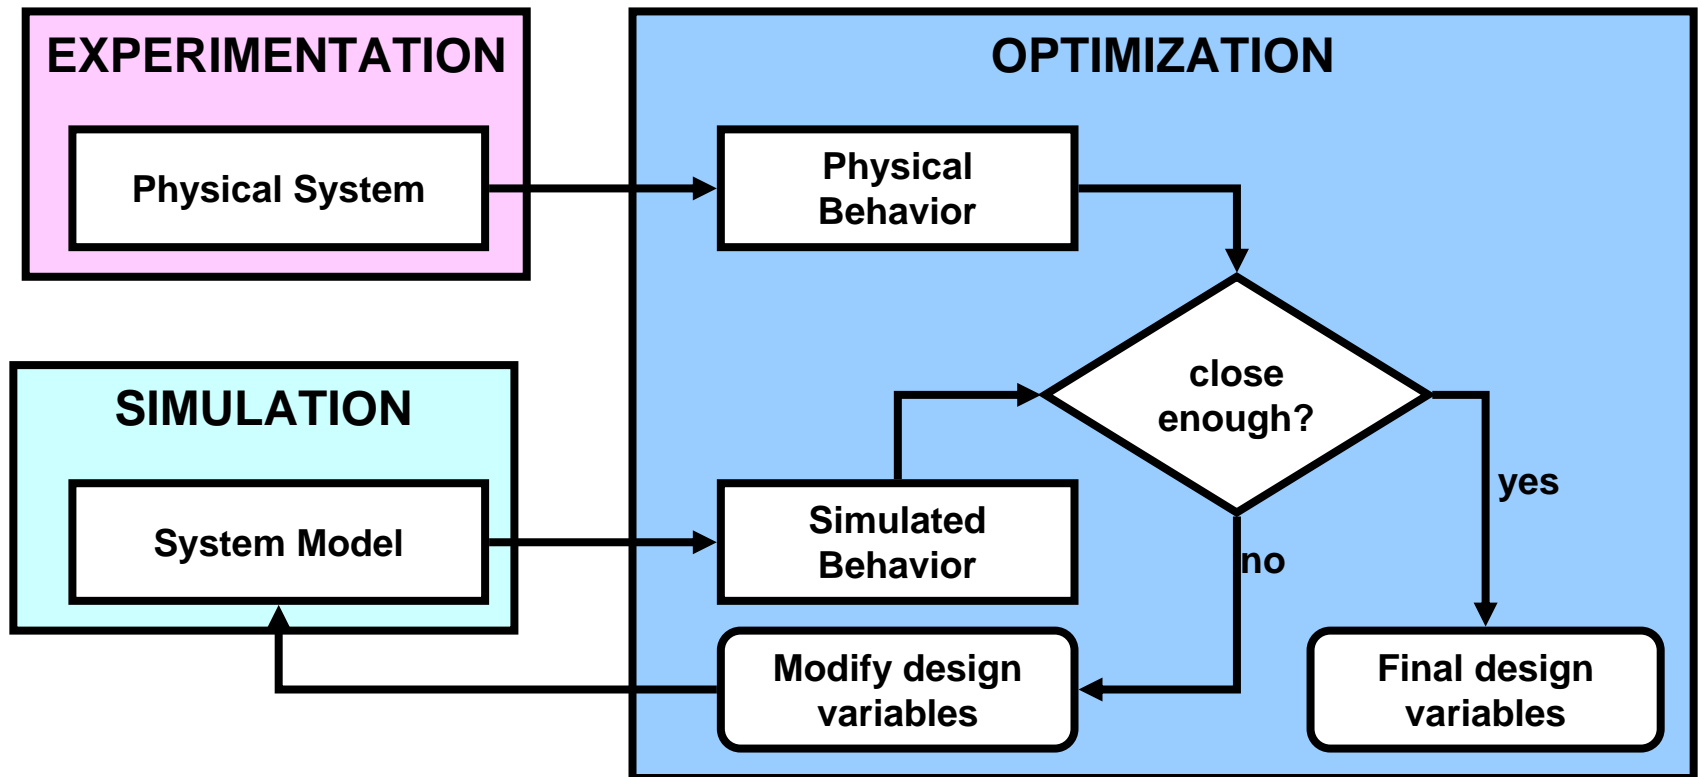 EXPERIMENTATION
Physical System
OPTIMIZATION
Physical
Behavior
close
enough?
SIMULATION
System Model
Simulated
Behavior
yes
no
Modify design
variables
Final design
variables